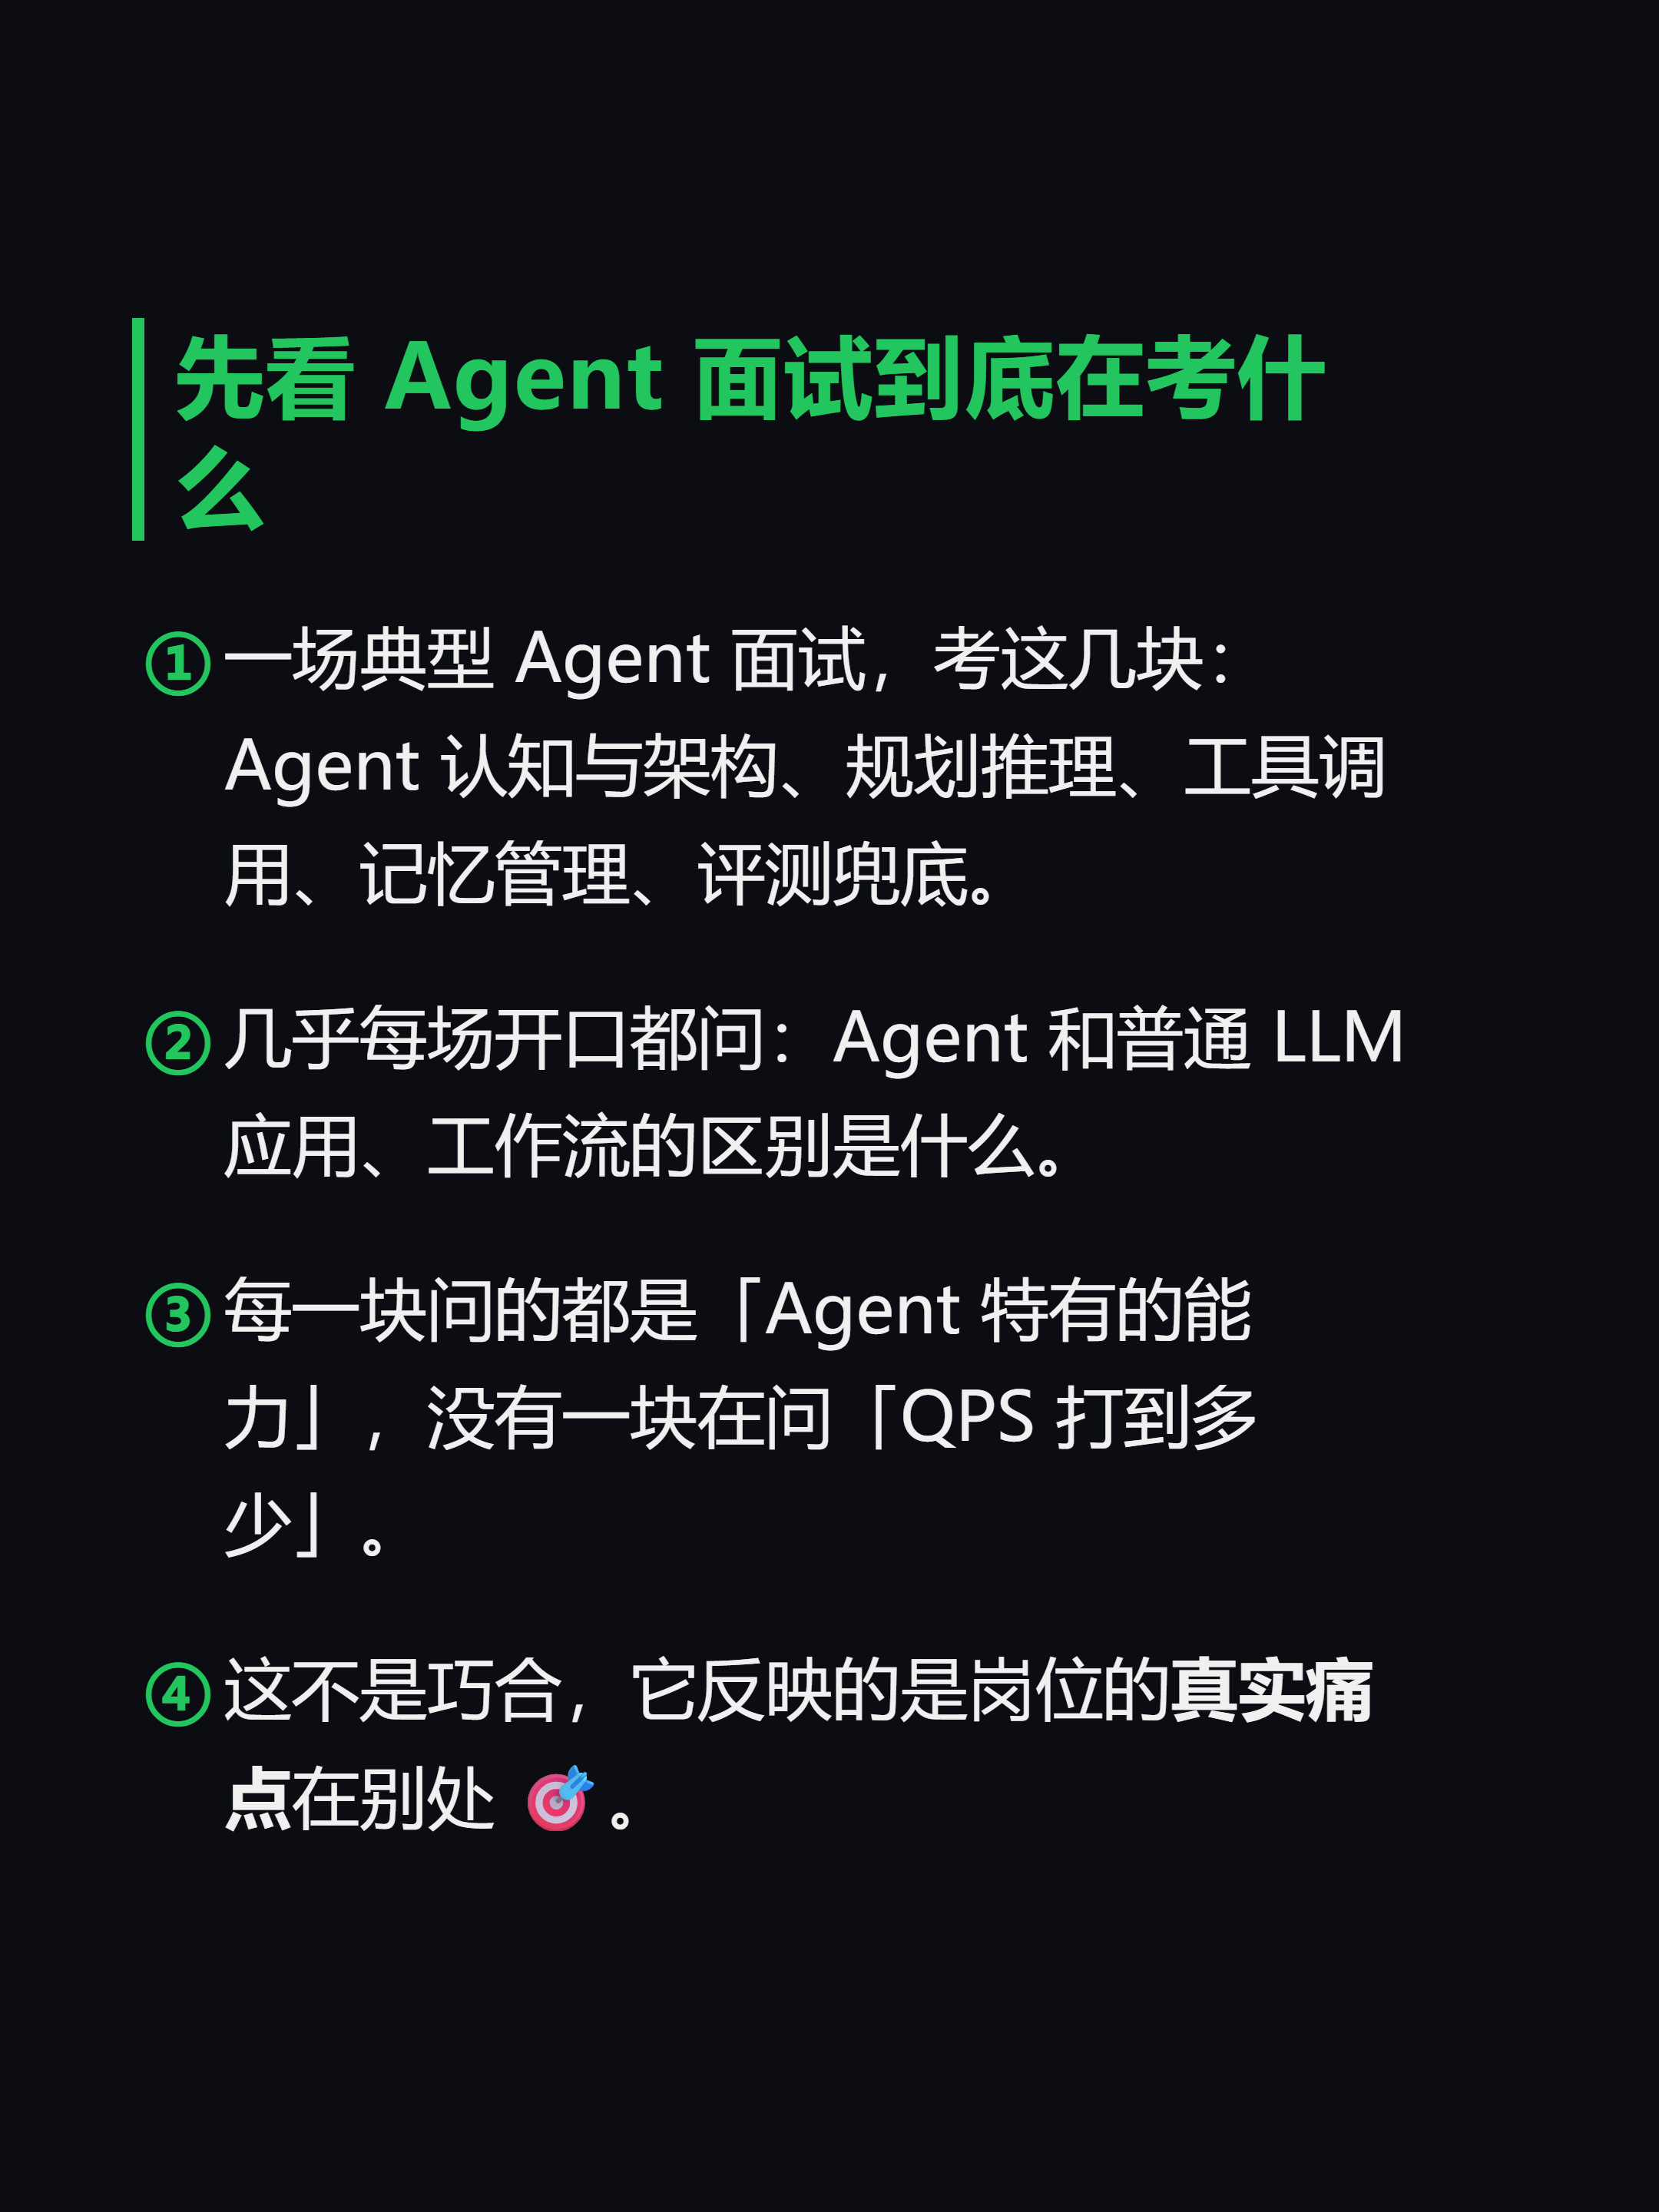 先看 Agent 面试到底在考什
么
① 一场典型 Agent 面试，考这几块：
Agent 认知与架构、规划推理、工具调
用、记忆管理、评测兜底。
② 几乎每场开口都问：Agent 和普通 LLM
应用、工作流的区别是什么。
③ 每一块问的都是「Agent 特有的能
力」，没有一块在问「QPS 打到多
少」。
④ 这不是巧合，它反映的是岗位的真实痛
点在别处 🎯。